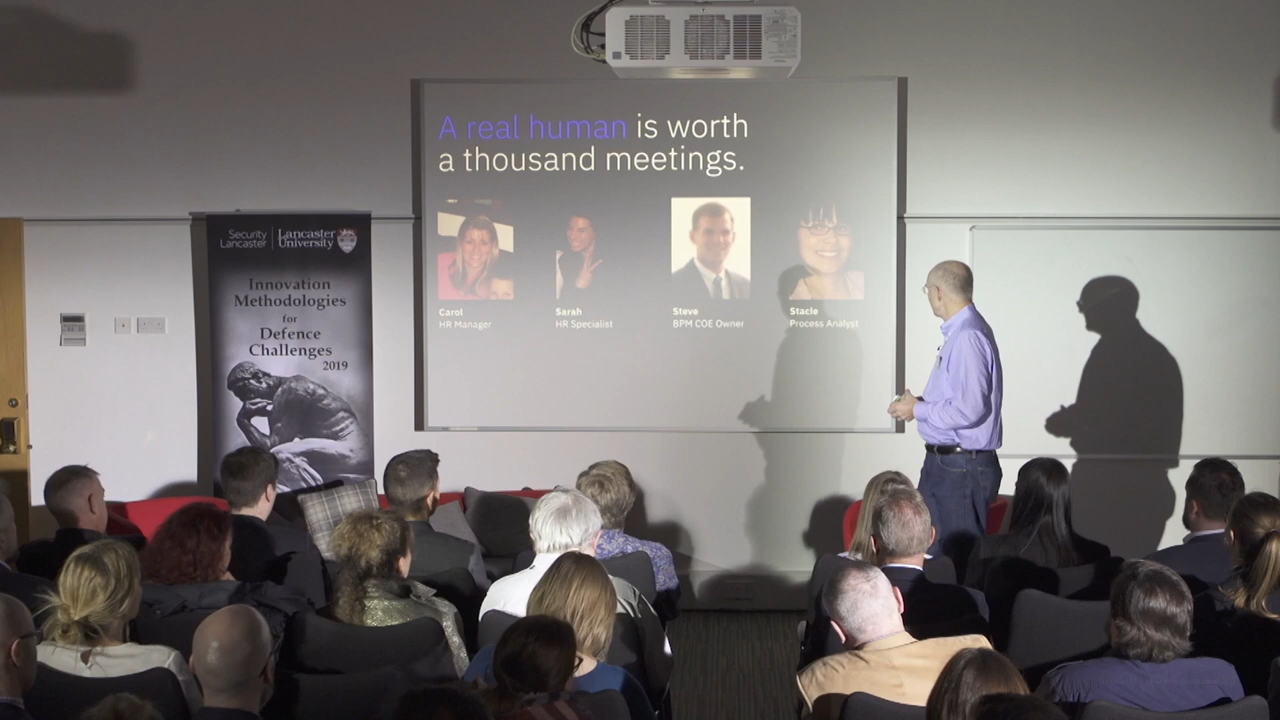 A real human is worth
a thousand meetings.
Carol
HR Manager
Sarah
HR Specialist
Steve
BPM COE Owner
Stacie
Process Analyst
Security
Lancaster
Lancaster
University
Innovation
Methodologies
for
Defence
Challenges
2019